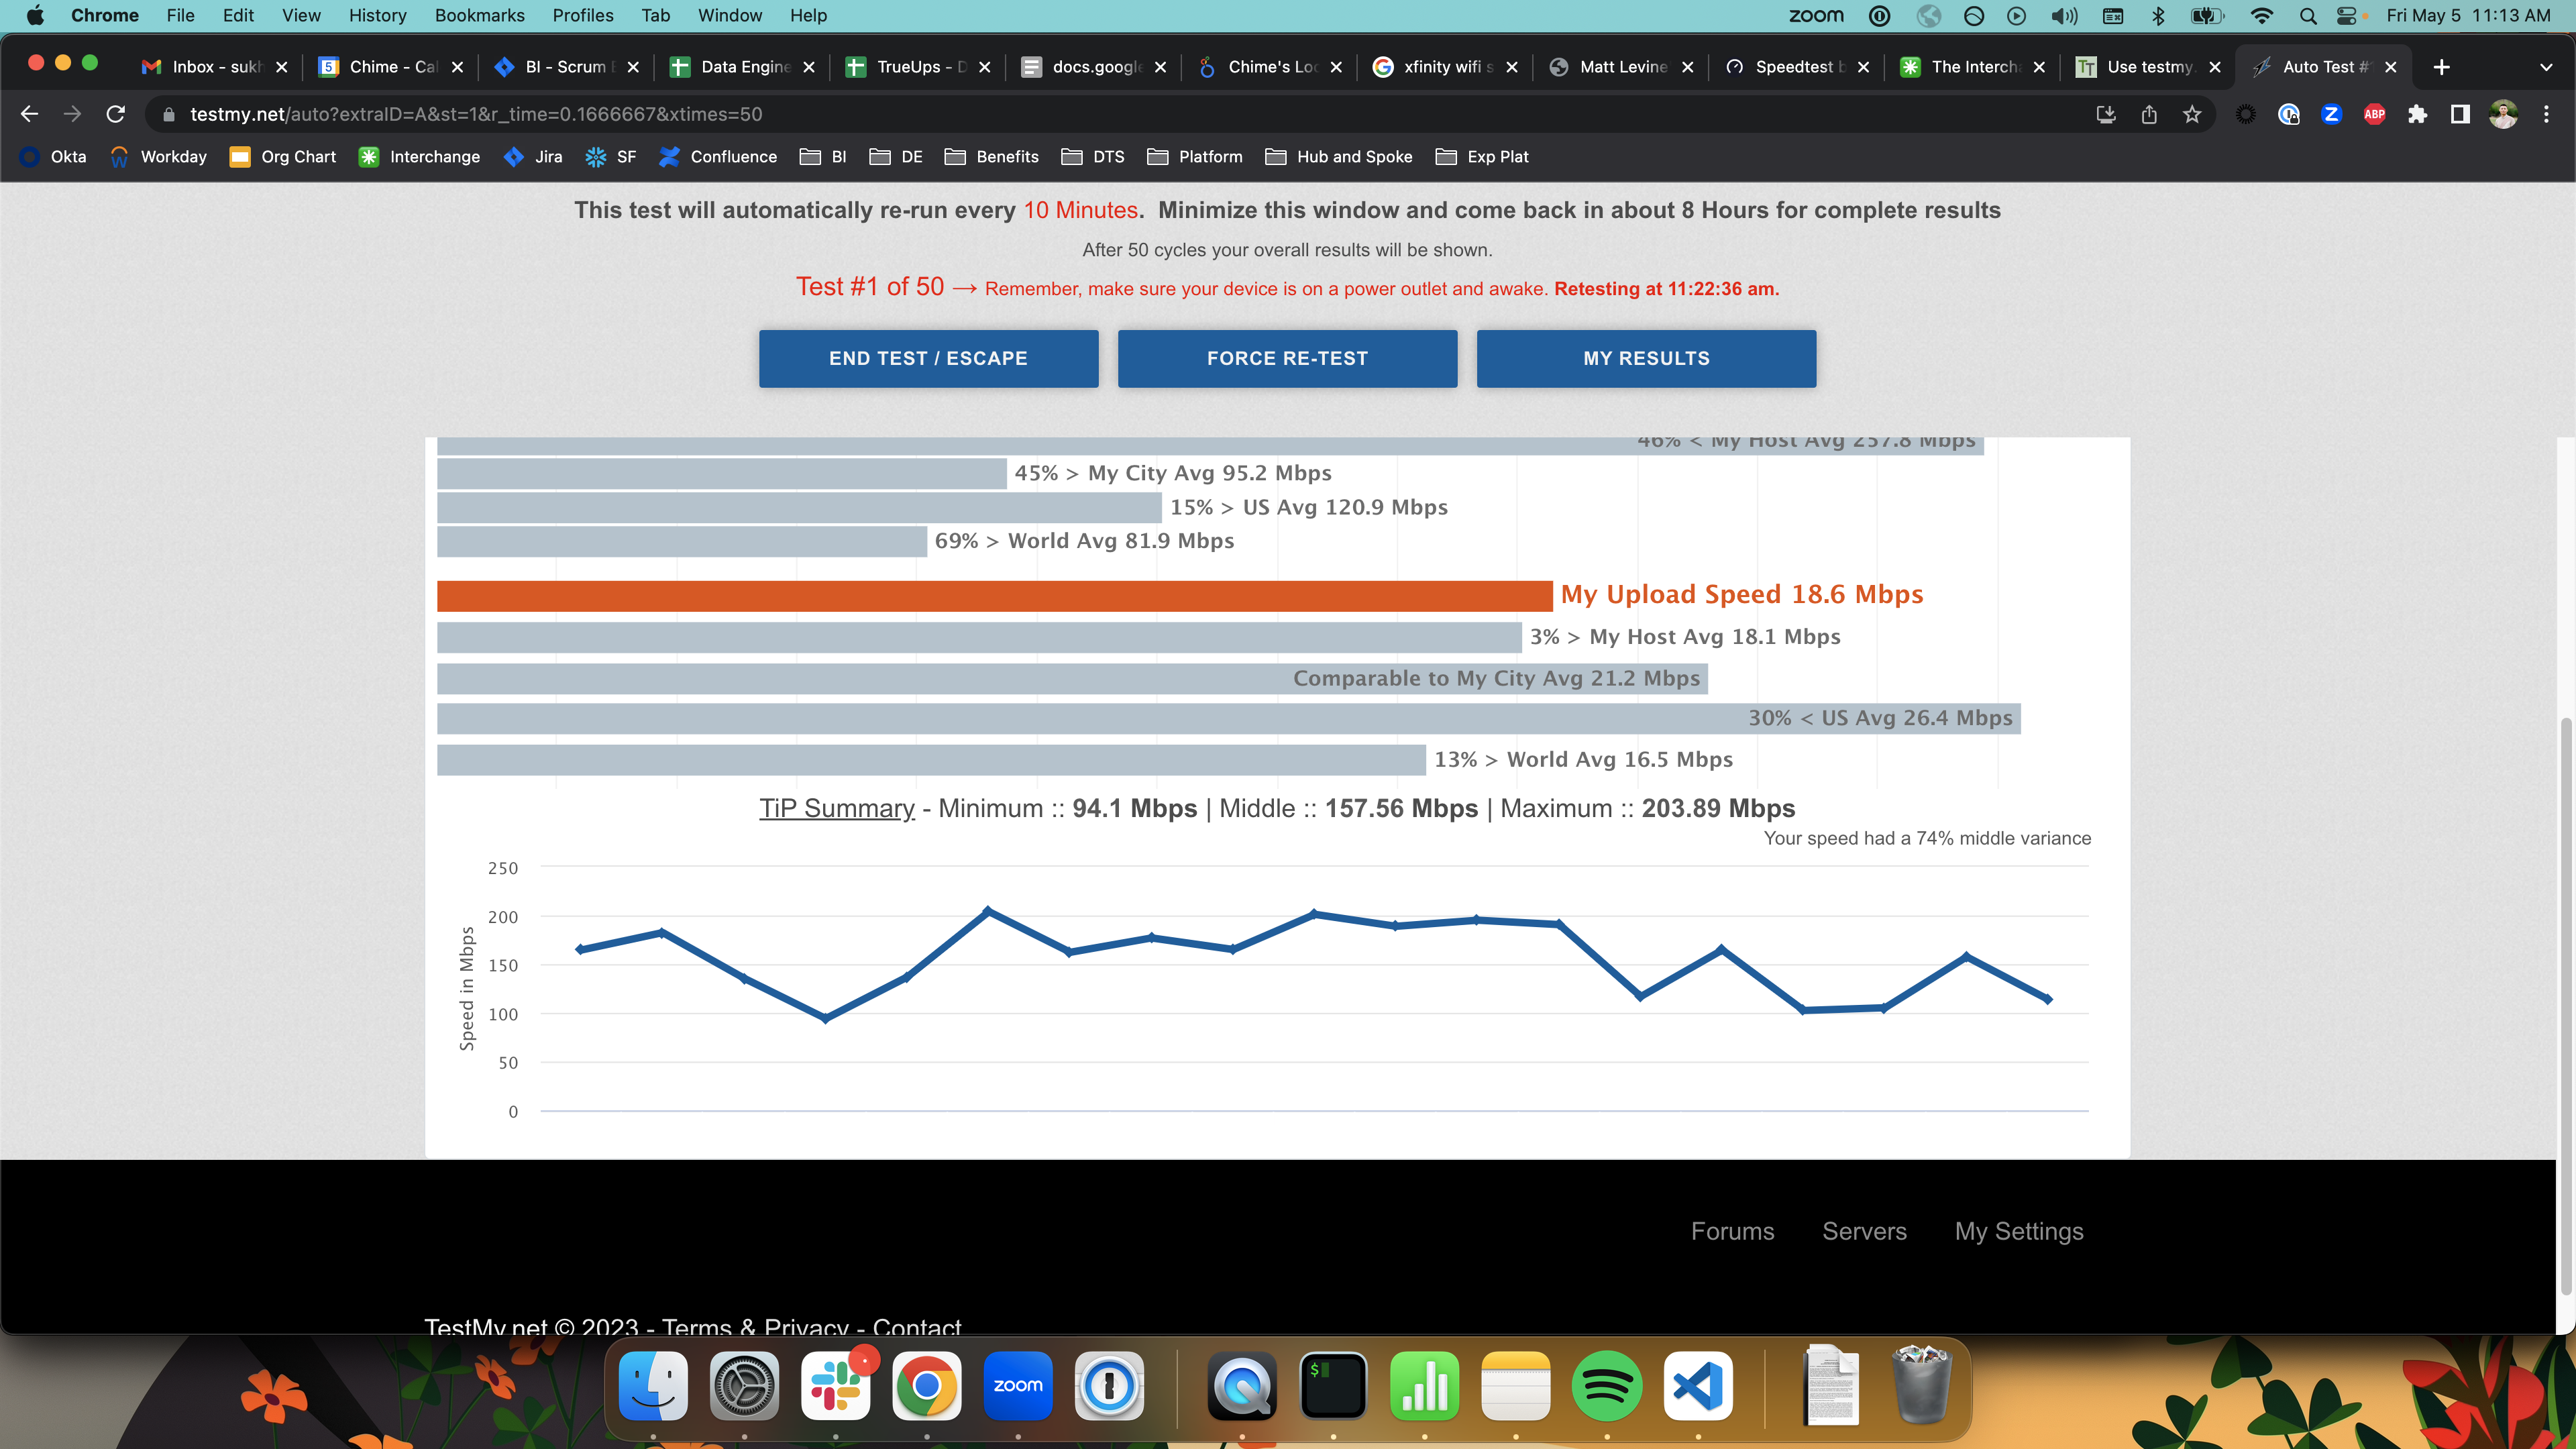 Chrome File Edit View History Bookmarks Profiles Tab Window Help zoom Fri May 5 11:13 AM
Inbox - sukh 5 Chime - Cal BI - Scrum B Data Engine TrueUps - D docs.google Chime's Loo xfinity wifi s Matt Levine Speedtest b The Interch TT Use testmy. Auto Test #
testmy.net/auto?extraID=A&st=1&r_time=0.1666667&xtimes=50 Z ABP
Okta Workday Org Chart Interchange Jira SF Confluence BI DE Benefits DTS Platform Hub and Spoke Exp Plat
This test will automatically re-run every 10 Minutes. Minimize this window and come back in about 8 Hours for complete results
After 50 cycles your overall results will be shown.
Test #1 of 50 → Remember, make sure your device is on a power outlet and awake. Retesting at 11:22:36 am.
END TEST / ESCAPE FORCE RE-TEST MY RESULTS
46% < My Host Avg 257.8 Mbps
45% > My City Avg 95.2 Mbps
15% > US Avg 120.9 Mbps
69% > World Avg 81.9 Mbps
My Upload Speed 18.6 Mbps
3% > My Host Avg 18.1 Mbps
Comparable to My City Avg 21.2 Mbps
30% < US Avg 26.4 Mbps
13% > World Avg 16.5 Mbps
TiP Summary - Minimum :: 94.1 Mbps | Middle :: 157.56 Mbps | Maximum :: 203.89 Mbps
Your speed had a 74% middle variance
Speed in Mbps
250
200
150
100
50
0
Forums Servers My Settings
TestMy.net © 2023 - Terms & Privacy - Contact
zoom $